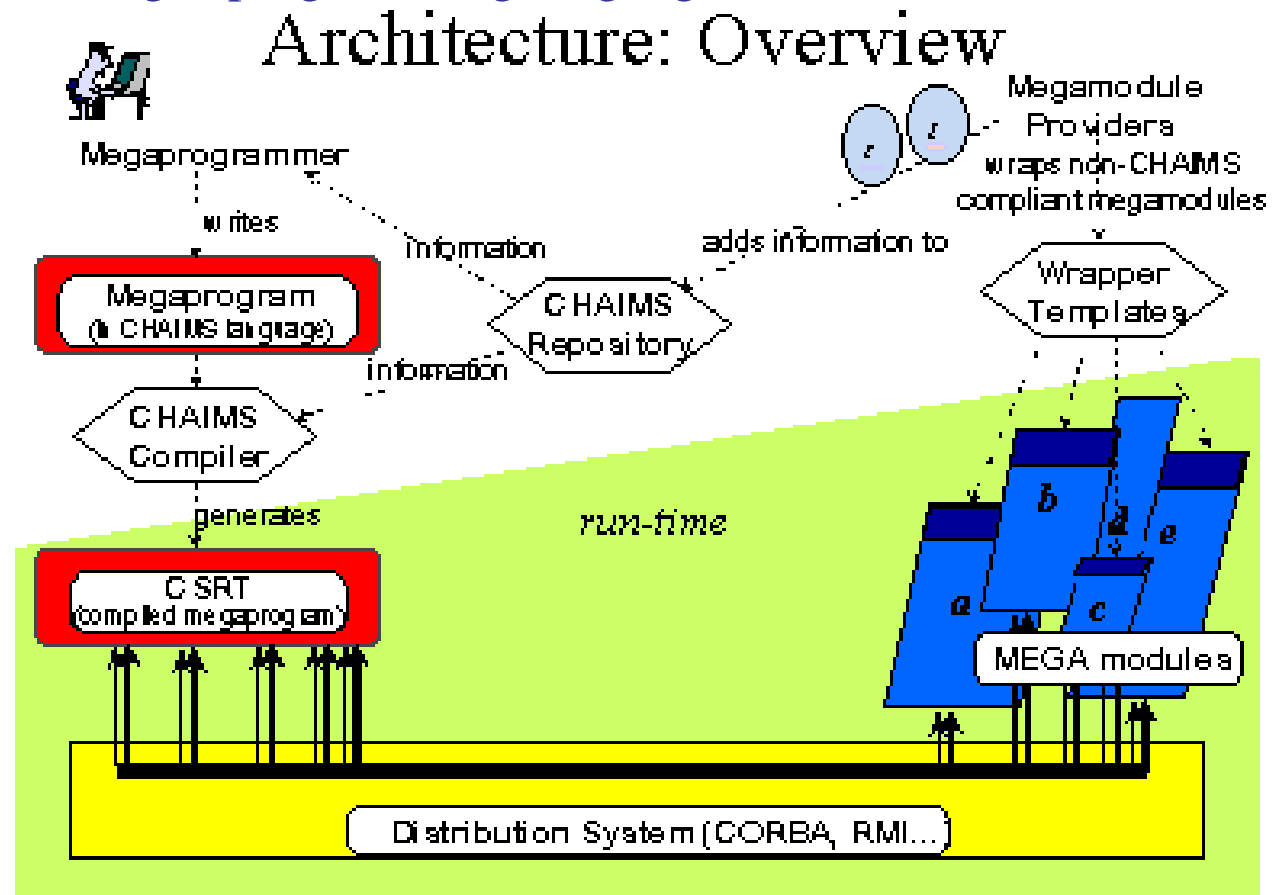 Architecture: Overview
Megamodule
Providers
wraps non-CHAIMS
compliant megamodules
Megaprogrammer
writes
information
adds information to
Megaprogram
(in CHAIMS language)
CHAIMS
Repository
Wrapper
Templates
information
CHAIMS
Compiler
generates
run-time
b
d
e
a
c
CSRT
(compiled megaprogram)
MEGA modules
Distribution System (CORBA, RMI...)